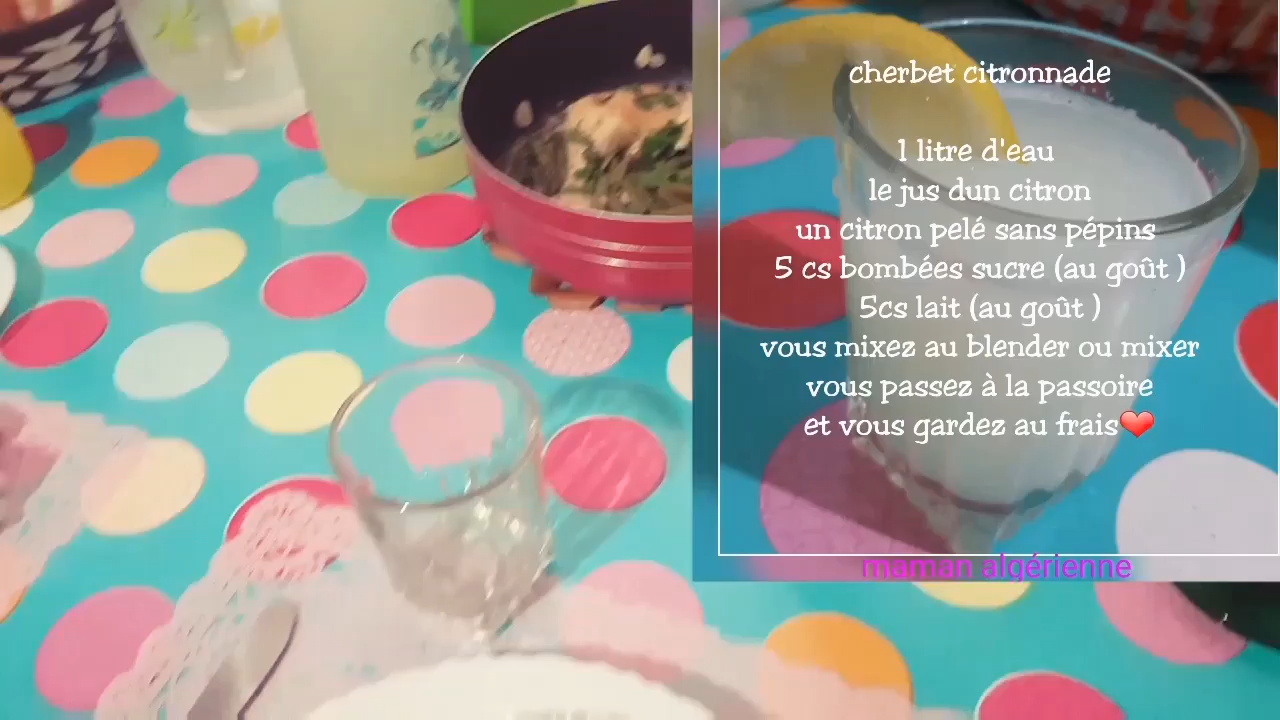 cherbet citronnade
1 litre d'eau
le jus dun citron
un citron pelé sans pépins
5 cs bombées sucre (au goût )
5cs lait (au goût )
vous mixez au blender ou mixer
vous passez à la passoire
et vous gardez au frais❤️
maman algérienne